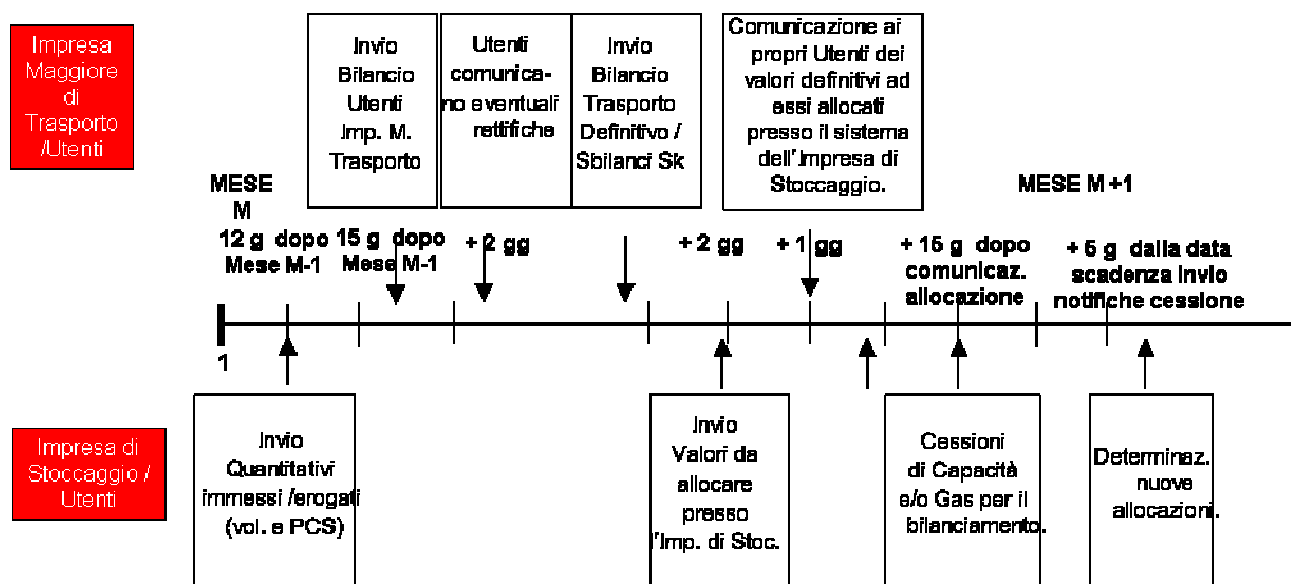 Impresa
Maggiore
di
Trasporto
/Utenti
Invio
Bilancio
Utenti
Imp. M.
Trasporto
Utenti
comunica-
no eventuali
rettifiche
Invio
Bilancio
Trasporto
Definitivo /
Sbilanci Sk
Comunicazione ai
propri Utenti dei
valori definitivi ad
essi allocati
presso il sistema
dell'Impresa di
Stoccaggio.
MESE
M
MESE M +1
12 g dopo
Mese M-1
15 g dopo
Mese M-1
+ 2 gg
+ 2 gg
+ 1 gg
+ 15 g dopo
comunicaz.
allocazione
+ 5 g dalla data
scadenza invio
notifiche cessione
1
Impresa di
Stoccaggio /
Utenti
Invio
Quantitativi
immessi /erogati
(vol. e PCS)
Invio
Valori da
allocare
presso
l'Imp. di Stoc.
Cessioni
di Capacità
e/o Gas per il
bilanciamento.
Determinaz.
nuove
allocazioni.